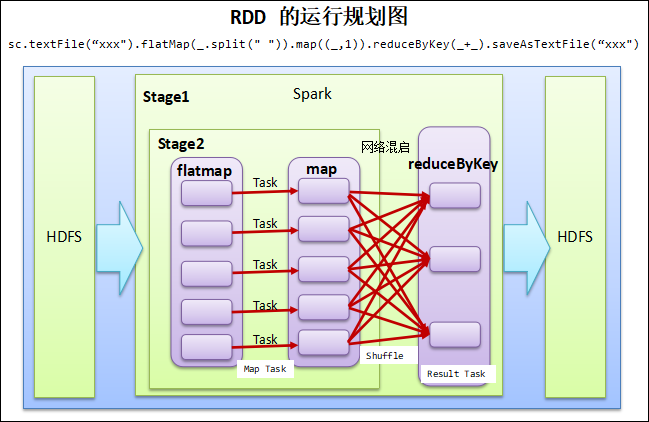 RDD 的运行规划图
sc.textFile(“xxx").flatMap(_.split(" ")).map((_,1)).reduceByKey(_+_).saveAsTextFile(“xxx")
Stage1
Spark
Stage2
网络混启
flatmap
Task
map
reduceByKey
Task
HDFS
Task
HDFS
Task
Task
Map Task
Shuffle
Result Task